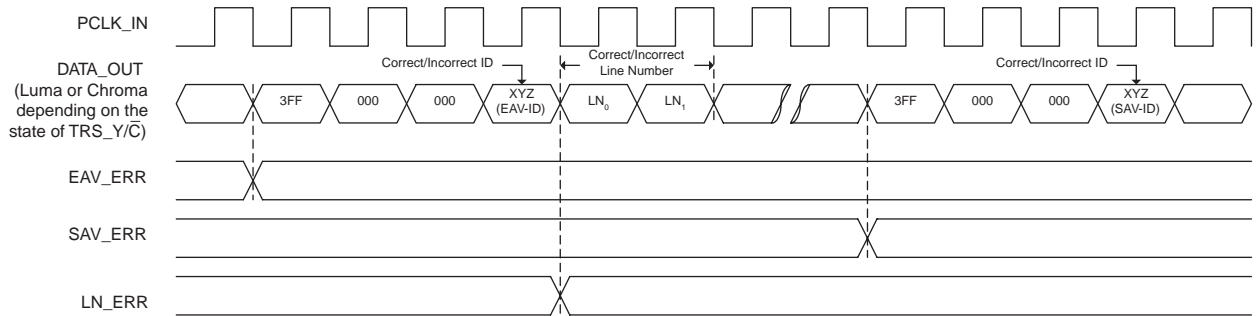 PCLK_IN
DATA_OUT
(Luma or Chroma
depending on the
state of TRS_Y/C̅)
Correct/Incorrect ID
Correct/Incorrect
Line Number
Correct/Incorrect ID
3FF
000
000
XYZ
(EAV-ID)
LN₀
LN₁
3FF
000
000
XYZ
(SAV-ID)
EAV_ERR
SAV_ERR
LN_ERR